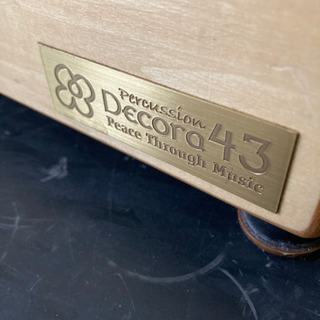 Percussion
Decora43
Peace Through Music